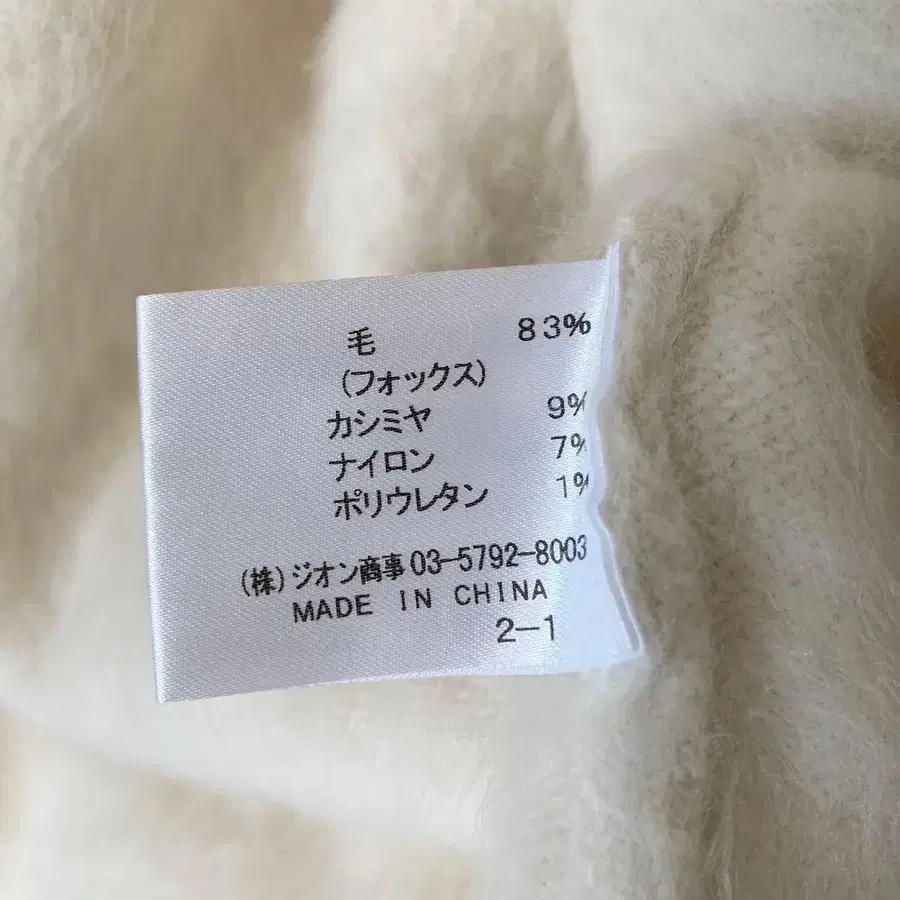 毛 83%
(フォックス)
カシミヤ 9%
ナイロン 7%
ポリウレタン 1%
(株)ジオン商事 03-5792-8003
MADE IN CHINA
2-1